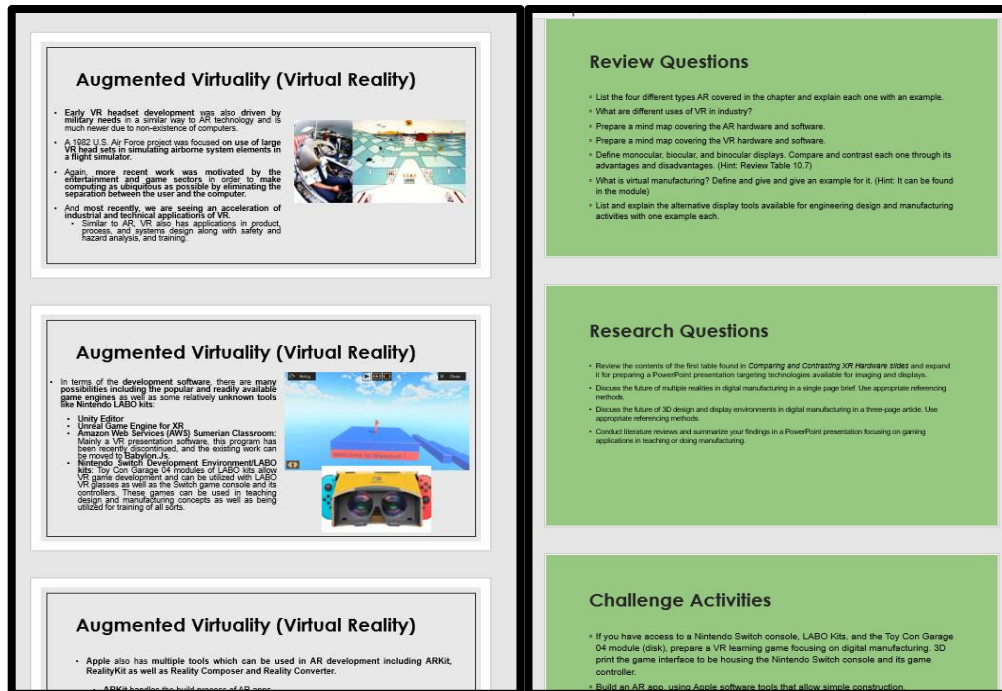 Augmented Virtuality (Virtual Reality)
• Early VR headset development was also driven by
military needs in a similar way to AR technology and is
much newer due to non-existence of computers.
• A 1982 U.S. Air Force project was focused on use of large
VR head sets in simulating airborne system elements in
a flight simulator.
• Again, more recent work was motivated by the
entertainment and game sectors in order to make
computing as ubiquitous as possible by eliminating the
separation between the user and the computer.
• And most recently, we are seeing an acceleration of
industrial and technical applications of VR.
• Similar to AR, VR also has applications in product,
process, and systems design along with safety and
hazard analysis, and training.
Augmented Virtuality (Virtual Reality)
• In terms of the development software, there are many
possibilities including the popular and readily available
game engines as well as some relatively unknown tools
like Nintendo LABO kits:
• Unity Editor
• Unreal Game Engine for XR
• Amazon Web Services (AWS) Sumerian Classroom:
Mainly a VR presentation software, this program has
been recently discontinued, and the existing work can
be moved to Babylon.Js.
• Nintendo Switch Development Environment/LABO
kits: Toy Con Garage 04 modules of LABO kits allow
VR game development and can be utilized with LABO
VR glasses as well as the Switch game console and its
controllers. These games can be used in teaching
design and manufacturing concepts as well as being
utilized for training of all sorts.
Close
Augmented Virtuality (Virtual Reality)
• Apple also has multiple tools which can be used in AR development including ARKit,
RealityKit as well as Reality Composer and Reality Converter.
• ARKit handles the build process of AR apps
Review Questions
• List the four different types AR covered in the chapter and explain each one with an example.
• What are different uses of VR in industry?
• Prepare a mind map covering the AR hardware and software.
• Prepare a mind map covering the VR hardware and software.
• Define monocular, biocular, and binocular displays. Compare and contrast each one through its
advantages and disadvantages. (Hint: Review Table 10.7)
• What is virtual manufacturing? Define and give and give an example for it. (Hint: It can be found
in the module)
• List and explain the alternative display tools available for engineering design and manufacturing
activities with one example each.
Research Questions
• Review the contents of the first table found in Comparing and Contrasting XR Hardware slides and expand
it for preparing a PowerPoint presentation targeting technologies available for imaging and displays.
• Discuss the future of multiple realities in digital manufacturing in a single page brief. Use appropriate referencing
methods.
• Discuss the future of 3D design and display environments in digital manufacturing in a three-page article. Use
appropriate referencing methods.
• Conduct literature reviews and summarize your findings in a PowerPoint presentation focusing on gaming
applications in teaching or doing manufacturing.
Challenge Activities
• If you have access to a Nintendo Switch console, LABO Kits, and the Toy Con Garage
04 module (disk), prepare a VR learning game focusing on digital manufacturing. 3D
print the game interface to be housing the Nintendo Switch console and its game
controller.
• Build an AR app, using Apple software tools that allow simple construction.